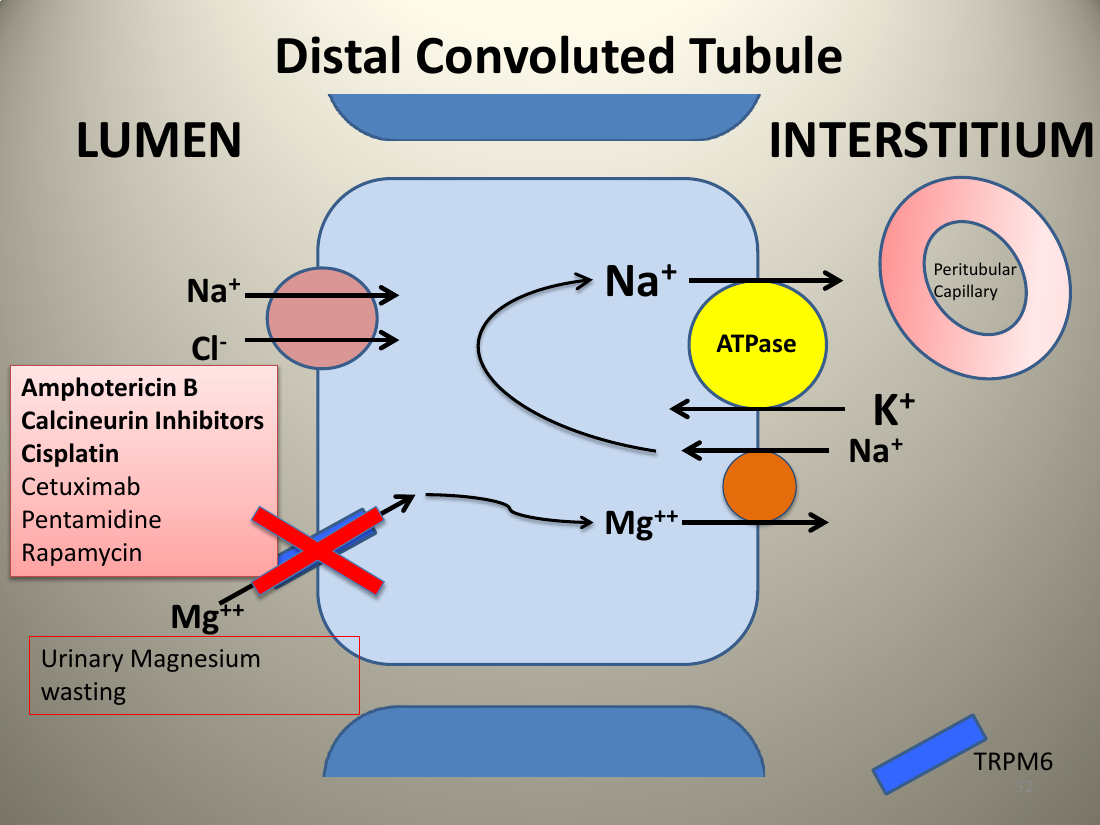 Distal Convoluted Tubule
LUMEN
INTERSTITIUM
Peritubular
Capillary
Na⁺
Cl⁻
Na⁺
ATPase
K⁺
Na⁺
Mg⁺⁺
Amphotericin B
Calcineurin Inhibitors
Cisplatin
Cetuximab
Pentamidine
Rapamycin
Mg⁺⁺
Urinary Magnesium
wasting
TRPM6
32